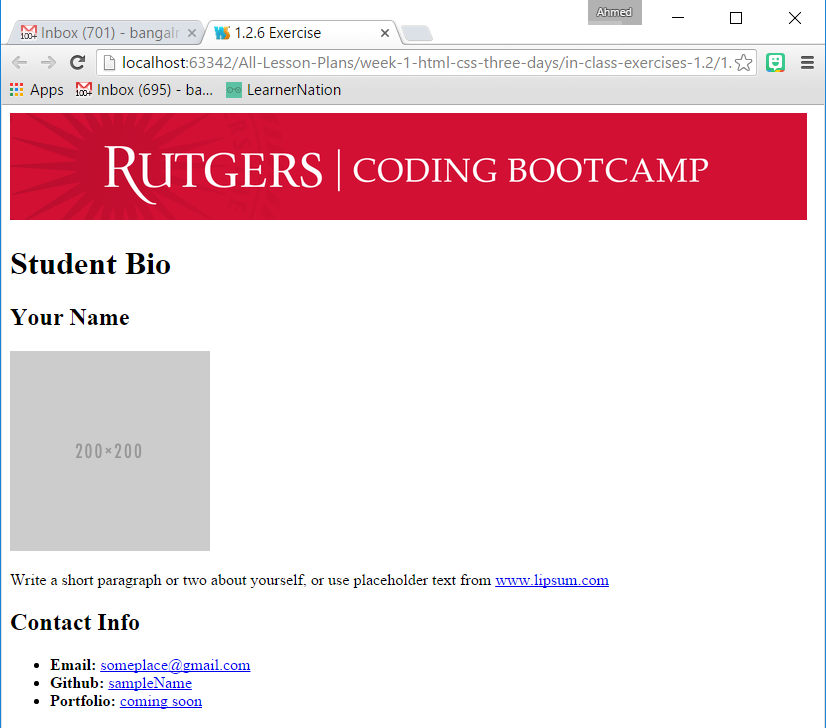 Ahmed
Inbox (701) - bangalr
1.2.6 Exercise
localhost:63342/All-Lesson-Plans/week-1-html-css-three-days/in-class-exercises-1.2/1.
Apps
100+
Inbox (695) - ba...
LearnerNation
RUTGERS | CODING BOOTCAMP
Student Bio
Your Name
200×200
Write a short paragraph or two about yourself, or use placeholder text from www.lipsum.com
Contact Info
Email: someplace@gmail.com
Github: sampleName
Portfolio: coming soon